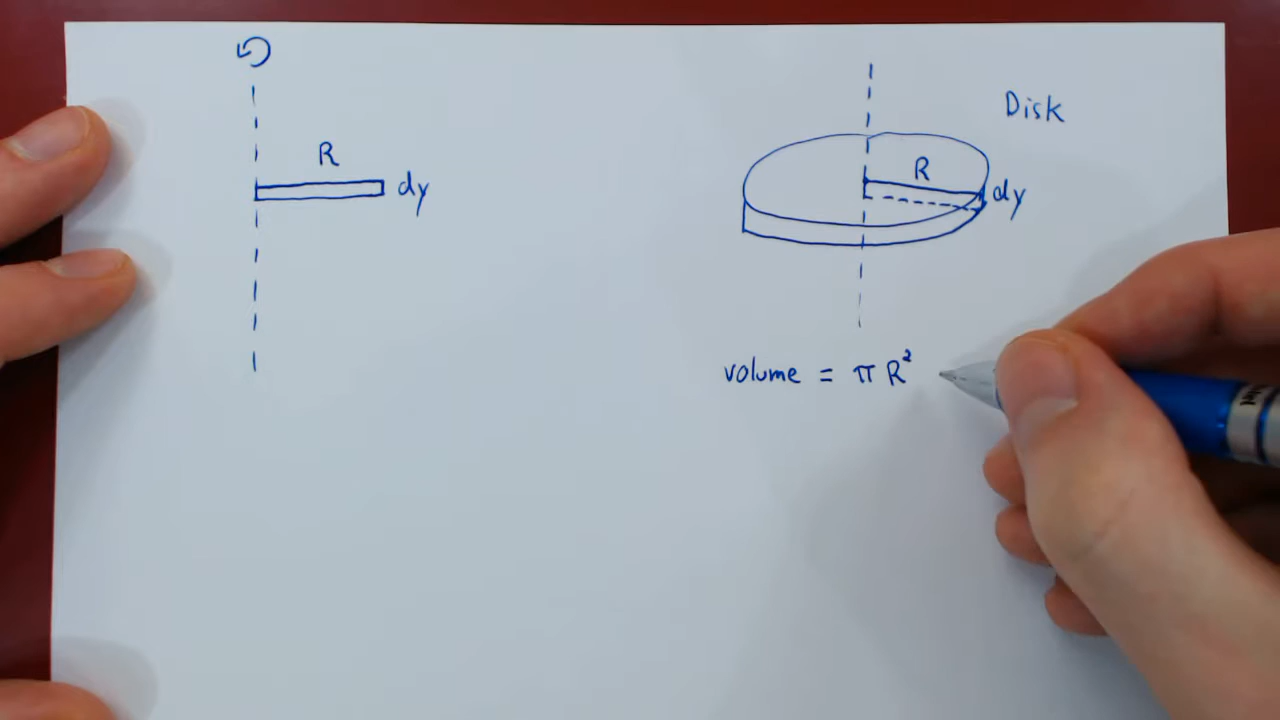 R
dy
Disk
R
dy
volume = π R²